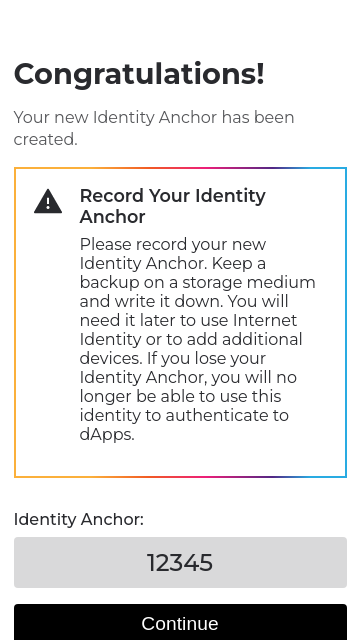 Congratulations!
Your new Identity Anchor has been
created.
Record Your Identity
Anchor
Please record your new
Identity Anchor. Keep a
backup on a storage medium
and write it down. You will
need it later to use Internet
Identity or to add additional
devices. If you lose your
Identity Anchor, you will no
longer be able to use this
identity to authenticate to
dApps.
Identity Anchor:
12345
Continue